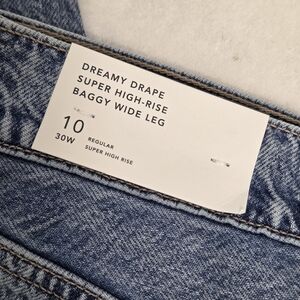 DREAMY DRAPE
SUPER HIGH-RISE
BAGGY WIDE LEG
10 REGULAR
30W SUPER HIGH RISE